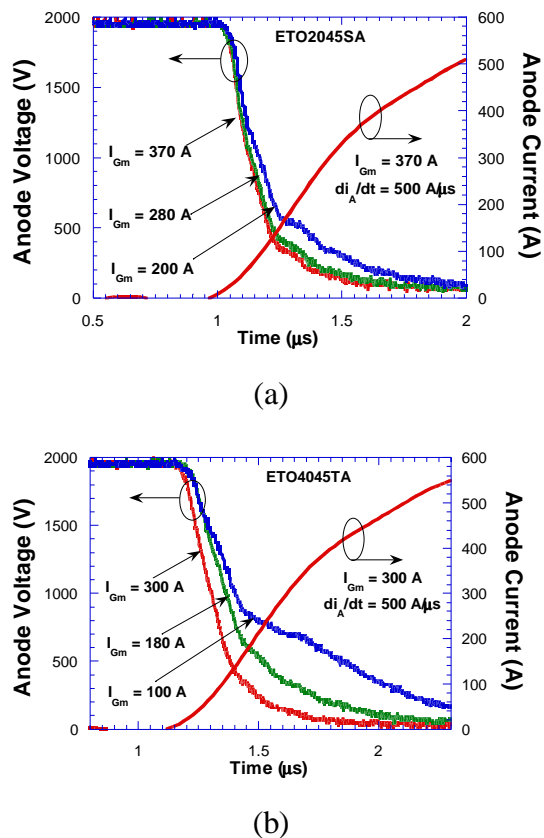 ETO2045SA
2000
1500
1000
500
0
Anode Voltage (V)
600
500
400
300
200
100
0
Anode Current (A)
I_Gm = 370 A
I_Gm = 280 A
I_Gm = 200 A
I_Gm = 370 A
di_A/dt = 500 A/µs
0.5 1 1.5 2
Time (µs)
(a)
ETO4045TA
2000
1500
1000
500
0
Anode Voltage (V)
600
500
400
300
200
100
0
Anode Current (A)
I_Gm = 300 A
I_Gm = 180 A
I_Gm = 100 A
I_Gm = 300 A
di_A/dt = 500 A/µs
1 1.5 2
Time (µs)
(b)